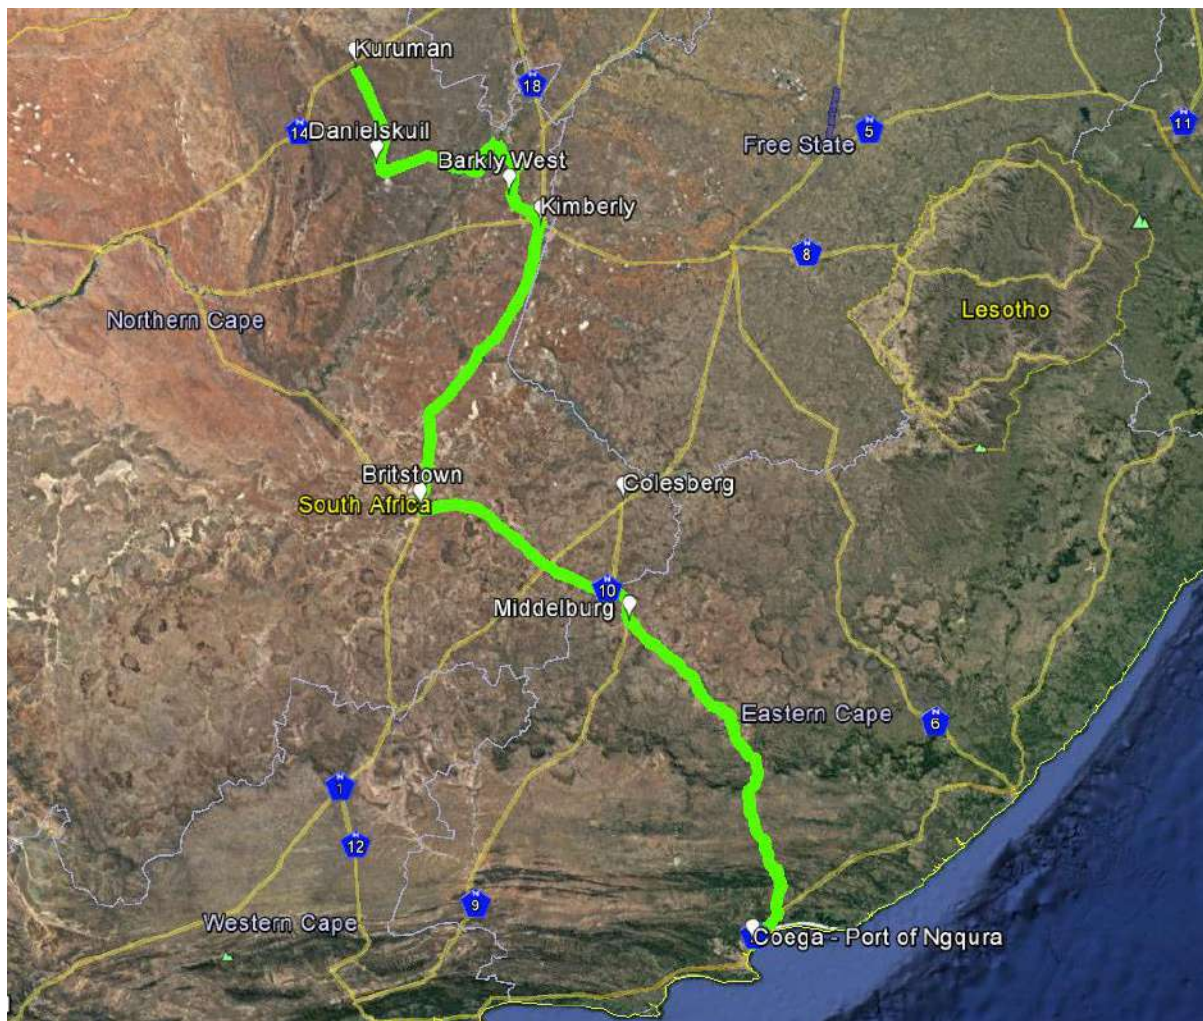 Kuruman
N
18
N
14
Danielskuil
Free State
N
5
N
11
Barkly West
Kimberly
N
8
Northern Cape
Lesotho
Britstown
South Africa
Colesberg
N
10
Middelburg
Eastern Cape
N
6
N
1
N
12
N
9
Western Cape
Coega - Port of Ngqura